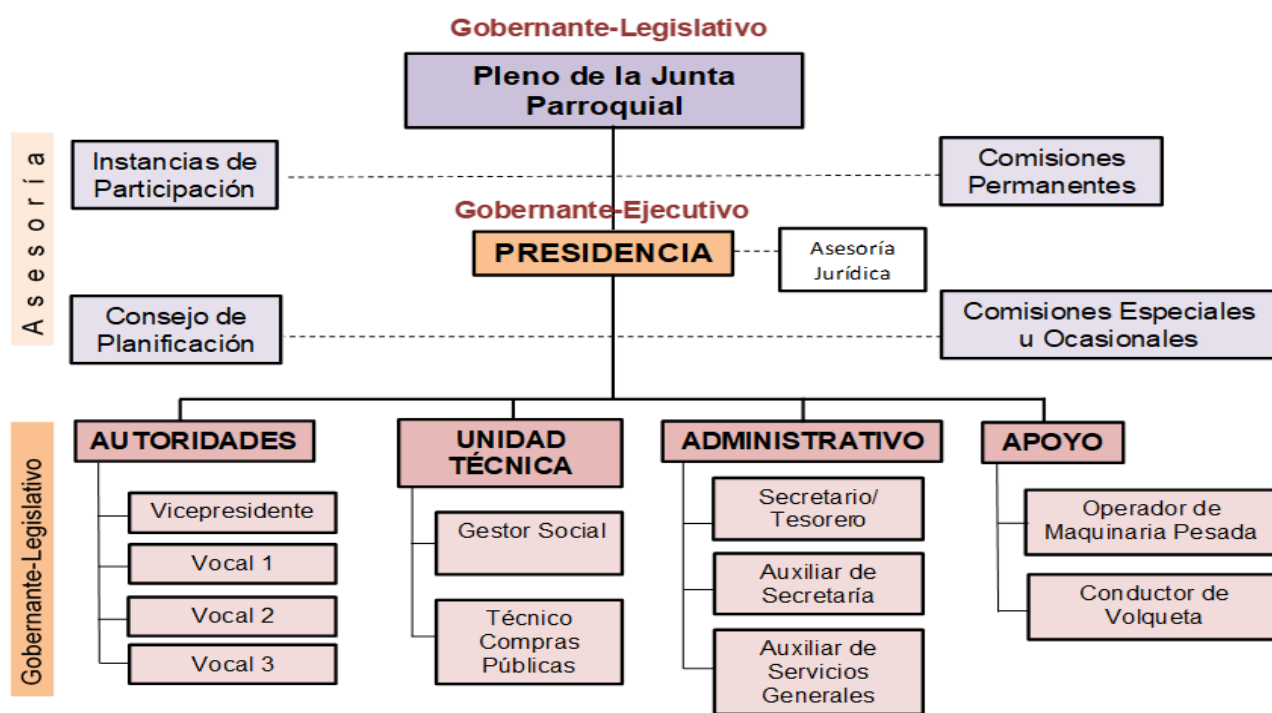 Gobernante-Legislativo
Pleno de la Junta
Parroquial
Asesoría
Instancias de
Participación
Comisiones
Permanentes
Gobernante-Ejecutivo
PRESIDENCIA
Asesoría
Jurídica
Consejo de
Planificación
Comisiones Especiales
u Ocasionales
Gobernante-Legislativo
AUTORIDADES
Vicepresidente
Vocal 1
Vocal 2
Vocal 3
UNIDAD
TÉCNICA
Gestor Social
Técnico
Compras
Públicas
ADMINISTRATIVO
Secretario/
Tesorero
Auxiliar de
Secretaría
Auxiliar de
Servicios
Generales
APOYO
Operador de
Maquinaria Pesada
Conductor de
Volqueta